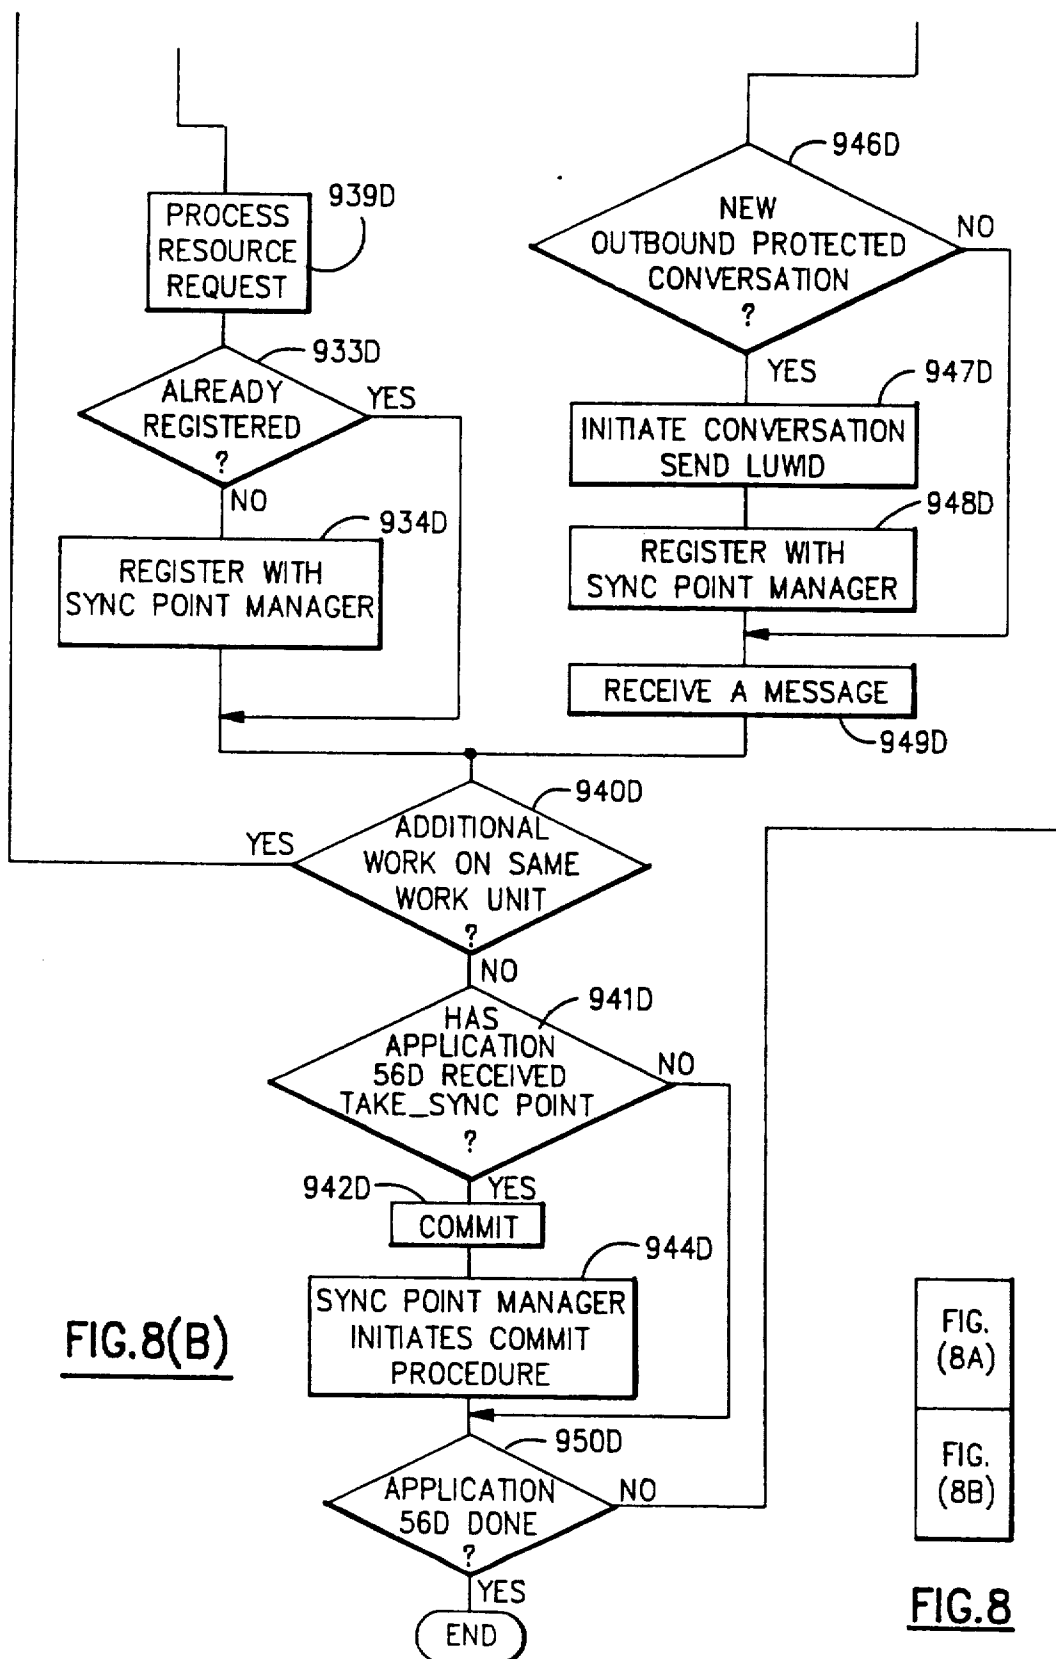 939D
PROCESS
RESOURCE
REQUEST
933D
ALREADY
REGISTERED
?
YES
NO
934D
REGISTER WITH
SYNC POINT MANAGER
946D
NEW
OUTBOUND PROTECTED
CONVERSATION
?
NO
YES
947D
INITIATE CONVERSATION
SEND LUWID
948D
REGISTER WITH
SYNC POINT MANAGER
RECEIVE A MESSAGE
949D
940D
ADDITIONAL
WORK ON SAME
WORK UNIT
?
YES
NO
941D
HAS
APPLICATION
56D RECEIVED
TAKE_SYNC POINT
?
NO
YES
942D
COMMIT
944D
SYNC POINT MANAGER
INITIATES COMMIT
PROCEDURE
950D
APPLICATION
56D DONE
?
NO
YES
END
FIG.8(B)
FIG.
(8A)
FIG.
(8B)
FIG.8